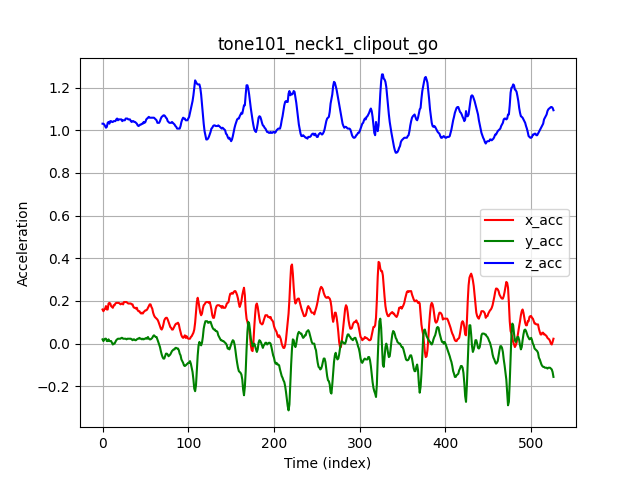 tone101_neck1_clipout_go
1.2
1.0
0.8
0.6
0.4
0.2
0.0
−0.2
Acceleration
x_acc
y_acc
z_acc
0 100 200 300 400 500
Time (index)